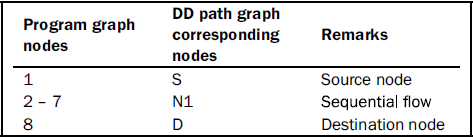 Program graph nodes DD path graph corresponding nodes Remarks
1 S Source node
2 – 7 N1 Sequential flow
8 D Destination node